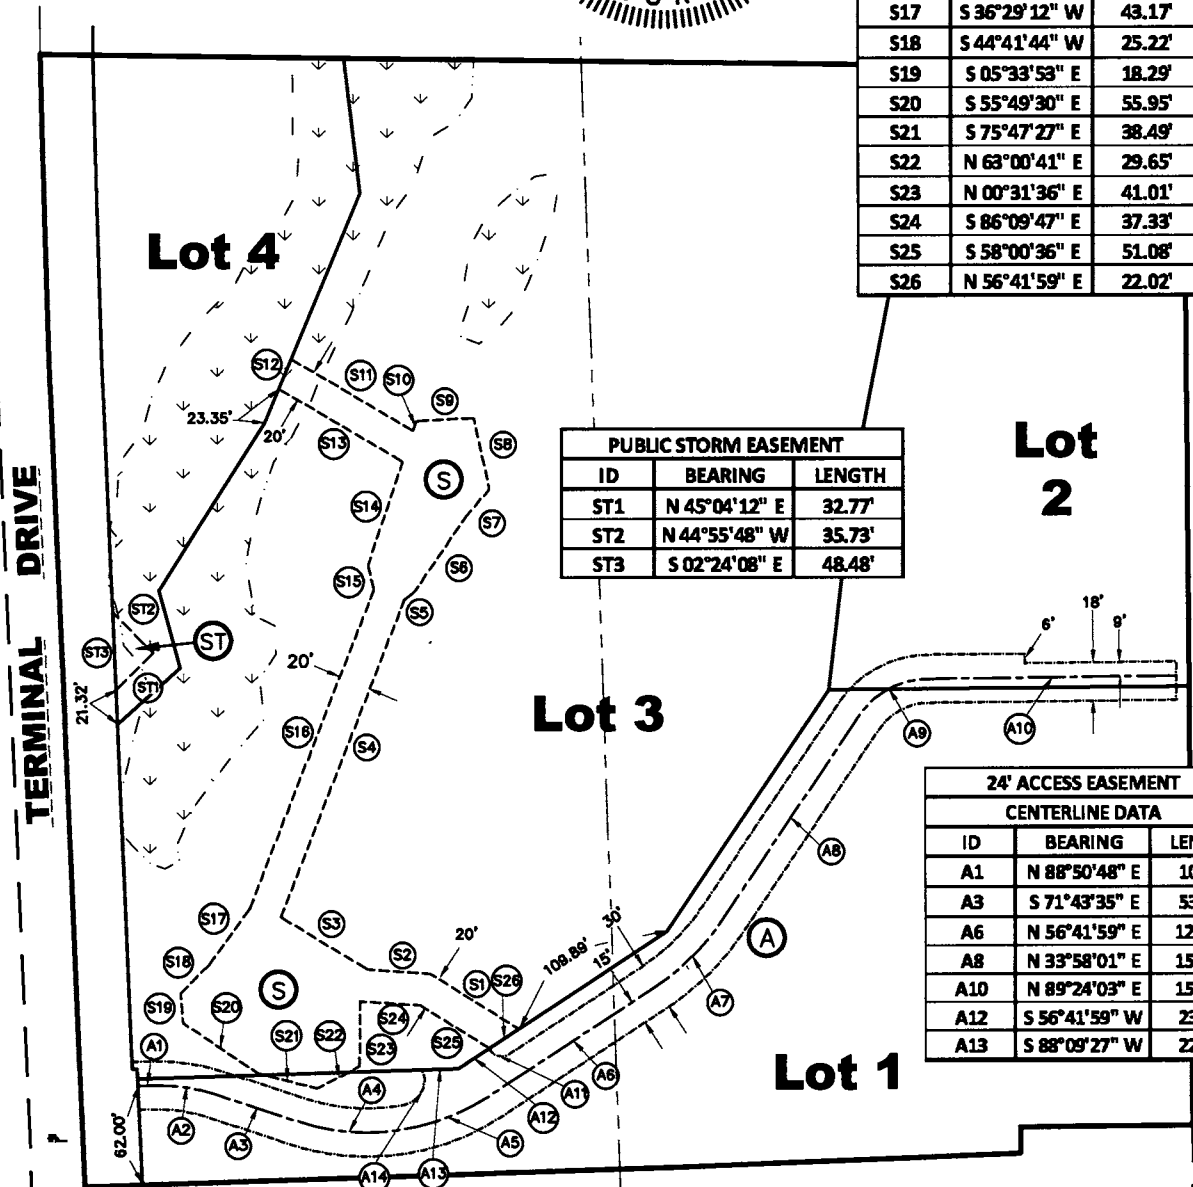 S17 S 36°29'12" W 43.17'
S18 S 44°41'44" W 25.22'
S19 S 05°33'53" E 18.29'
S20 S 55°49'30" E 55.95'
S21 S 75°47'27" E 38.49'
S22 N 63°00'41" E 29.65'
S23 N 00°31'36" E 41.01'
S24 S 86°09'47" E 37.33'
S25 S 58°00'36" E 51.08'
S26 N 56°41'59" E 22.02'
Lot 4
S12
S11
S10
S9
23.35'
20'
S13
S8
S
S14
S7
S6
S15
S5
PUBLIC STORM EASEMENT
ID BEARING LENGTH
ST1 N 45°04'12" E 32.77'
ST2 N 44°55'48" W 35.73'
ST3 S 02°24'08" E 48.48'
Lot
2
TERMINAL DRIVE
ST2
ST
ST3
ST1
21.32'
20'
S16
S4
Lot 3
6'
18'
9'
A9
A10
24' ACCESS EASEMENT
CENTERLINE DATA
ID BEARING LEN
A1 N 88°50'48" E 10
A3 S 71°43'35" E 53
A6 N 56°41'59" E 12
A8 N 33°58'01" E 15
A10 N 89°24'03" E 15
A12 S 56°41'59" W 23
A13 S 88°09'27" W 22
A8
A
S17
S3
S18
S2
20'
S1
S26
109.89'
30'
15'
A7
S
S19
S20
S21
S22
S24
S23
S25
A1
A4
A6
A11
A12
A2
A3
A5
A14
A13
62.00'
Lot 1